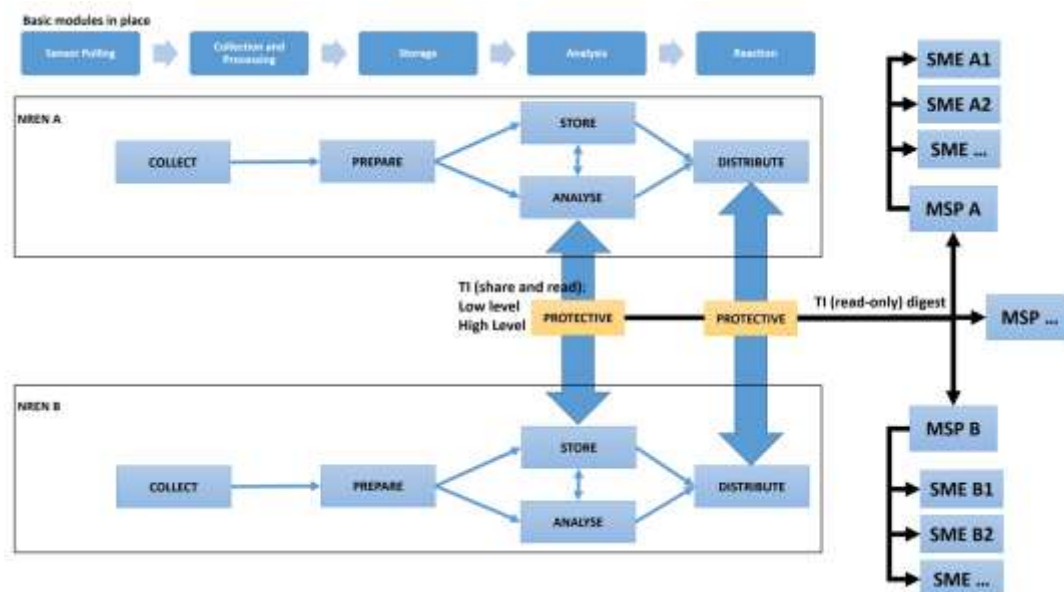 Basic modules in place
Sensor Polling
Collection and
Processing
Storage
Analysis
Reaction
NREN A
COLLECT
PREPARE
STORE
ANALYSE
DISTRIBUTE
SME A1
SME A2
SME ...
MSP A
TI (share and read):
Low level
High Level
PROTECTIVE
PROTECTIVE
TI (read-only) digest
MSP ...
NREN B
COLLECT
PREPARE
STORE
ANALYSE
DISTRIBUTE
MSP B
SME B1
SME B2
SME ...